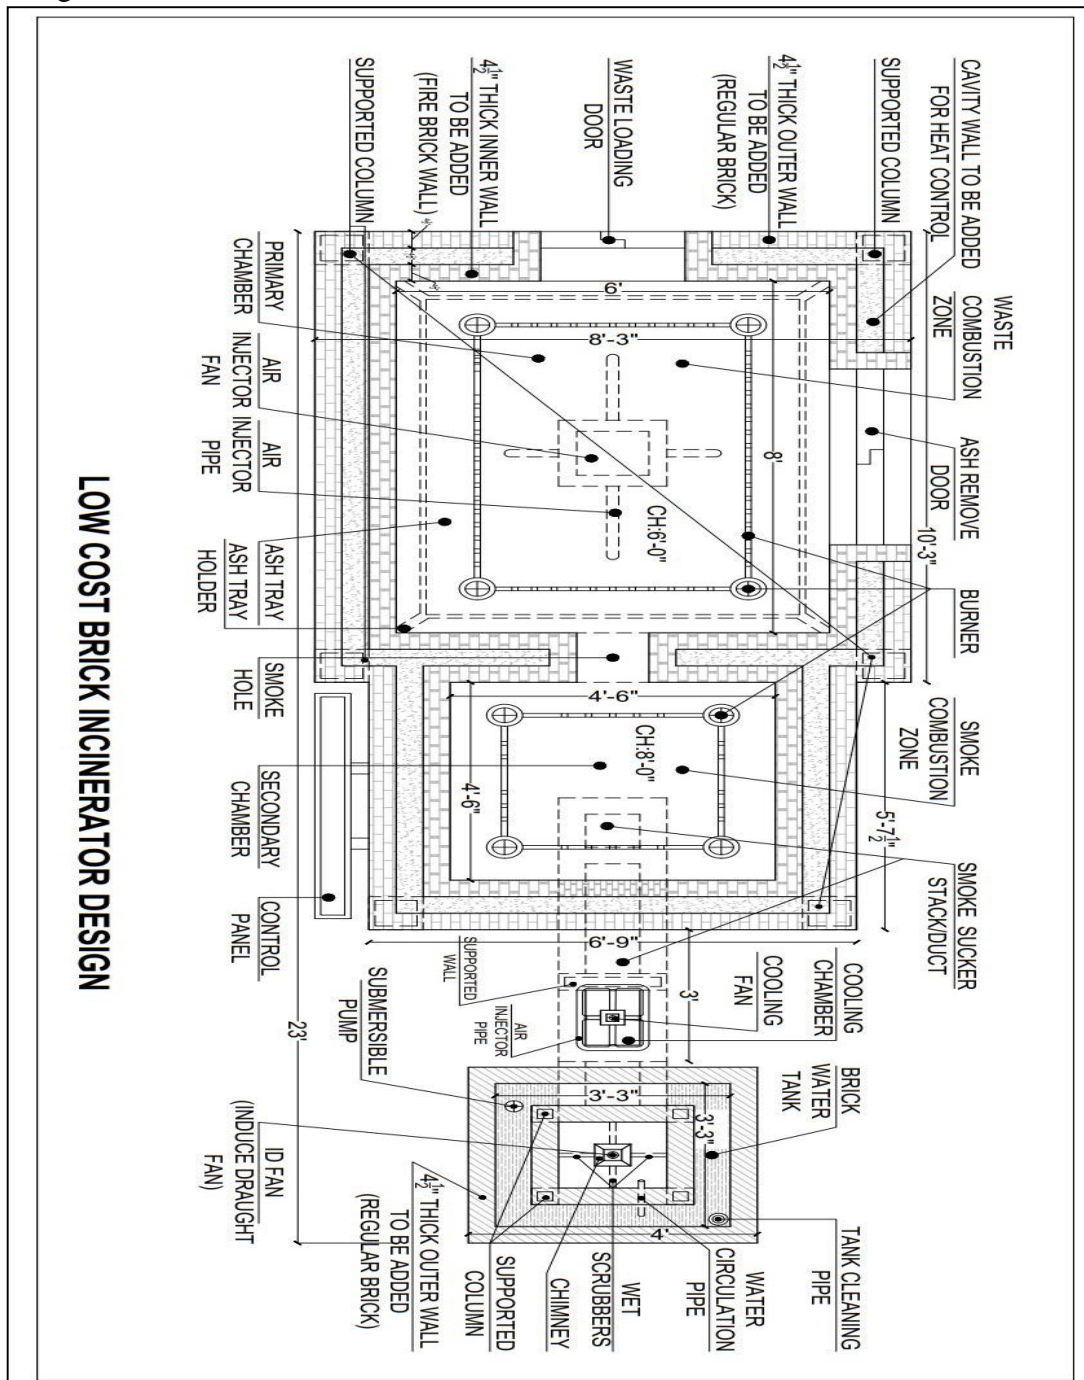 CAVITY WALL TO BE ADDED
FOR HEAT CONTROL
WASTE
COMBUSTION
ZONE
ASH REMOVE
DOOR
BURNER
SMOKE
COMBUSTION
ZONE
SMOKE SUCKER
STACK/DUCT
COOLING
CHAMBER
COOLING
FAN
BRICK
WATER
TANK
TANK CLEANING
PIPE
WATER
CIRCULATION
PIPE
WET
SCRUBBERS
CHIMNEY
SUPPORTED
COLUMN
4½" THICK OUTER WALL
TO BE ADDED
(REGULAR BRICK)
ID FAN
(INDUCE DRAUGHT
FAN)
SUBMERSIBLE
PUMP
SUPPORTED
WALL
AIR
INJECTOR
PIPE
CONTROL
PANEL
SECONDARY
CHAMBER
SMOKE
HOLE
ASH TRAY
ASH TRAY
HOLDER
AIR
INJECTOR
PIPE
AIR
INJECTOR
FAN
PRIMARY
CHAMBER
SUPPORTED COLUMN
4½" THICK INNER WALL
TO BE ADDED
(FIRE BRICK WALL)
WASTE LOADING
DOOR
4½" THICK OUTER WALL
TO BE ADDED
(REGULAR BRICK)
SUPPORTED COLUMN
10'-3"
5'-7½"
8'-3"
6'
8'
CH:6'-0"
4'-6"
CH:8'-0"
4'-6"
6'-9"
3'
3'-3"
3'-3"
4'
23'
LOW COST BRICK INCINERATOR DESIGN